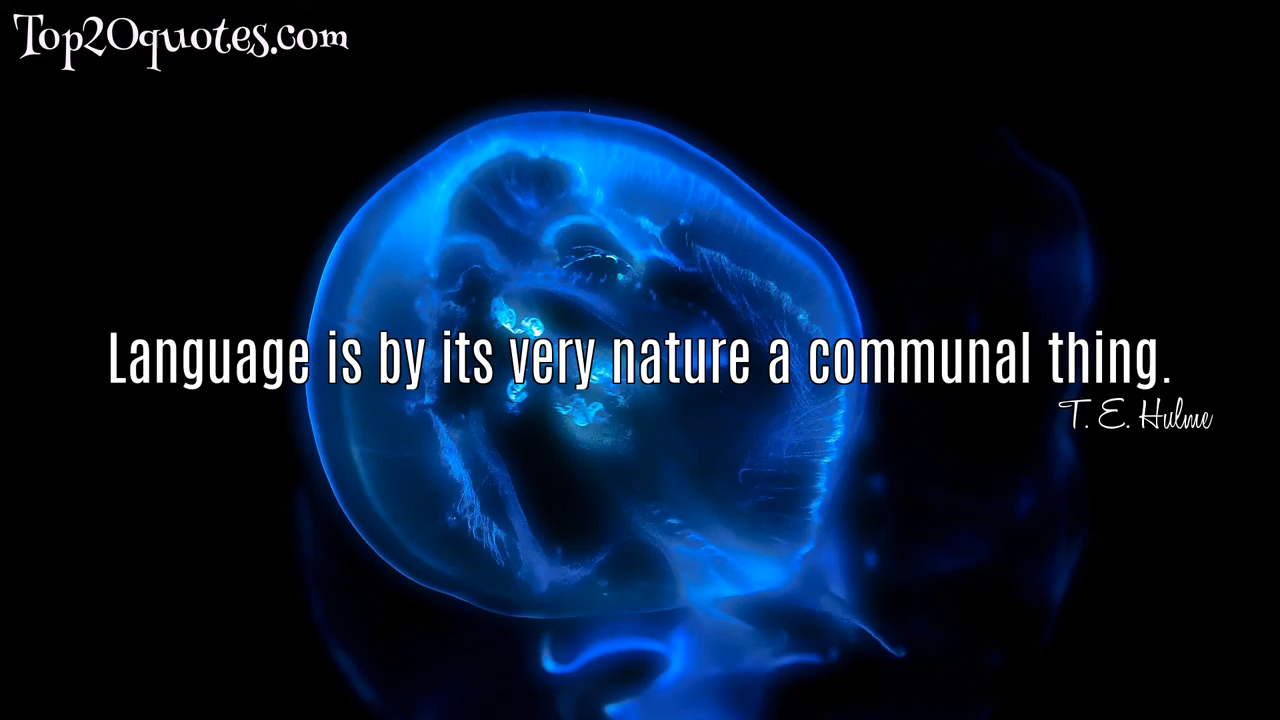 Top20quotes.com
Language is by its very nature a communal thing.
T. E. Hulme